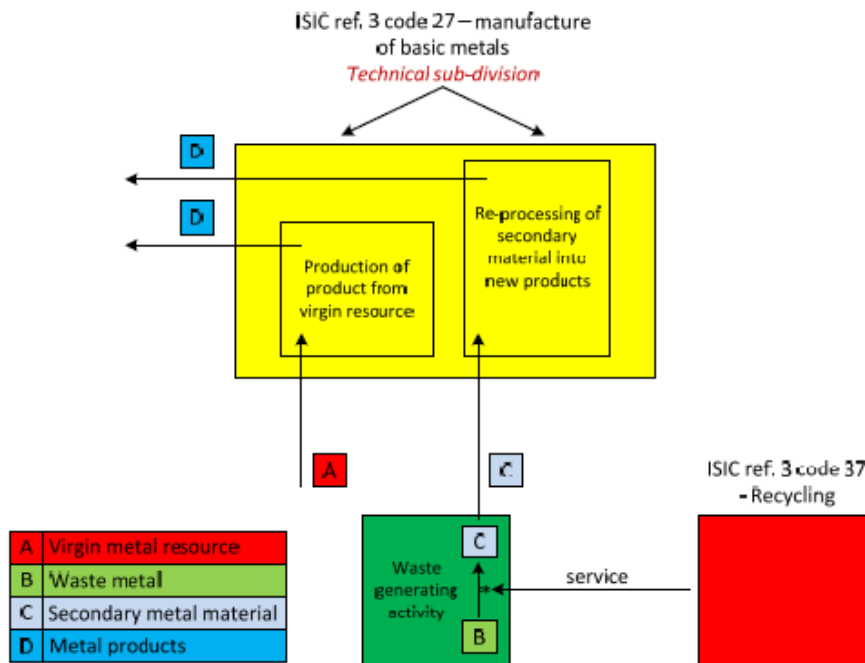 ISIC ref. 3 code 27 – manufacture
of basic metals
Technical sub-division
D
D
Re-processing of
secondary
material into
new products
Production of
product from
virgin resource
A
C
ISIC ref. 3 code 37
- Recycling
A Virgin metal resource
B Waste metal
C Secondary metal material
D Metal products
C
Waste
generating
activity
*
B
service